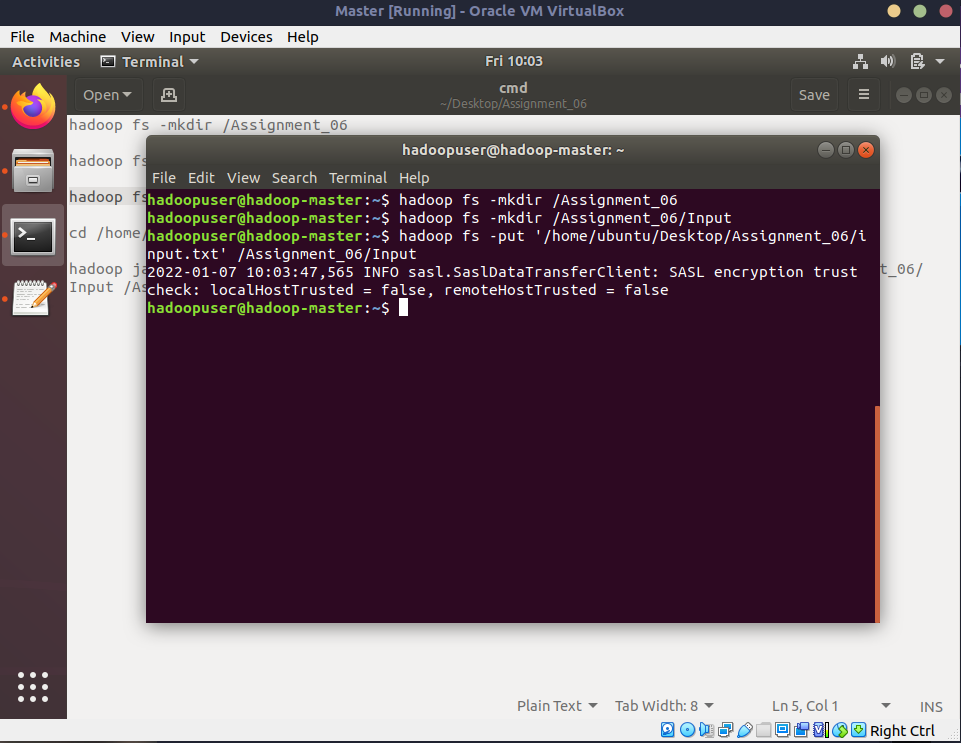 Master [Running] - Oracle VM VirtualBox
File Machine View Input Devices Help
Activities Terminal Fri 10:03
Open cmd Save
~/Desktop/Assignment_06
hadoop fs -mkdir /Assignment_06
hadoop fs
hadoop fs
cd /home/
hadoop ja t_06/
Input /As
hadoopuser@hadoop-master: ~
File Edit View Search Terminal Help
hadoopuser@hadoop-master:~$ hadoop fs -mkdir /Assignment_06
hadoopuser@hadoop-master:~$ hadoop fs -mkdir /Assignment_06/Input
hadoopuser@hadoop-master:~$ hadoop fs -put '/home/ubuntu/Desktop/Assignment_06/i
nput.txt' /Assignment_06/Input
2022-01-07 10:03:47,565 INFO sasl.SaslDataTransferClient: SASL encryption trust
check: localHostTrusted = false, remoteHostTrusted = false
hadoopuser@hadoop-master:~$
Plain Text Tab Width: 8 Ln 5, Col 1 INS
Right Ctrl